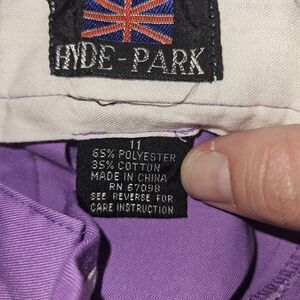 HYDE-PARK
11
65% POLYESTER
35% COTTON
MADE IN CHINA
RN 67098
SEE REVERSE FOR
CARE INSTRUCTION